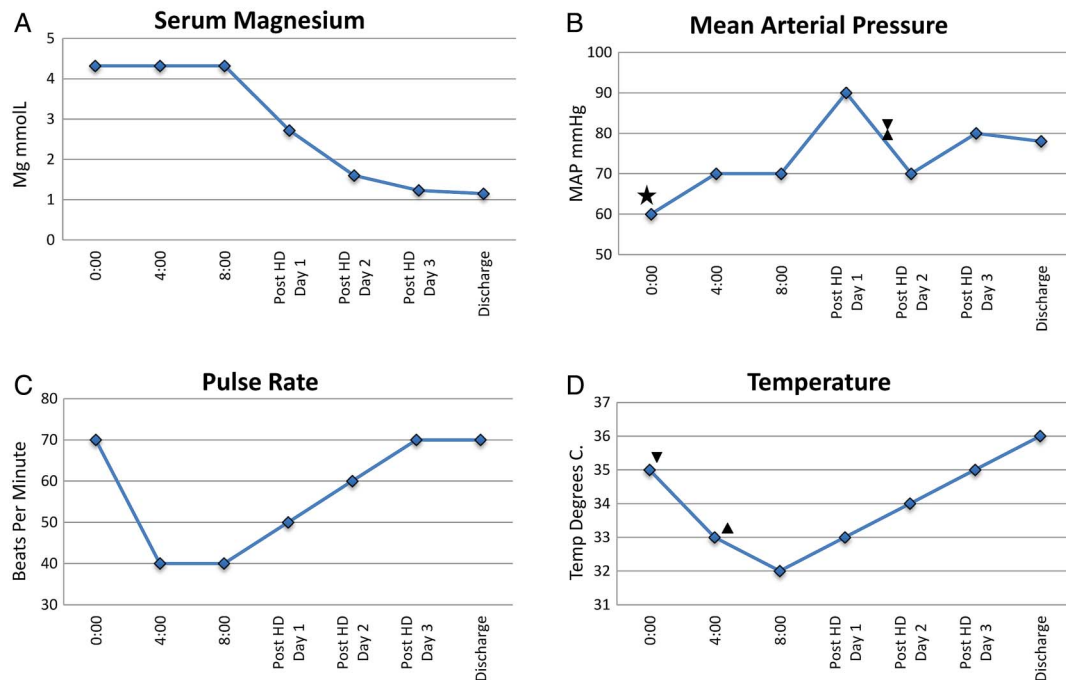 A
Serum Magnesium
Mg mmolL
5
4
3
2
1
0
0:00
4:00
8:00
Post HD
Day 1
Post HD
Day 2
Post HD
Day 3
Discharge
B
Mean Arterial Pressure
MAP mmHg
100
90
80
70
60
50
0:00
4:00
8:00
Post HD
Day 1
Post HD
Day 2
Post HD
Day 3
Discharge
C
Pulse Rate
Beats Per Minute
80
70
60
50
40
30
0:00
4:00
8:00
Post HD
Day 1
Post HD
Day 2
Post HD
Day 3
Discharge
D
Temperature
Temp Degrees C.
37
36
35
34
33
32
31
0:00
4:00
8:00
Post HD
Day 1
Post HD
Day 2
Post HD
Day 3
Discharge